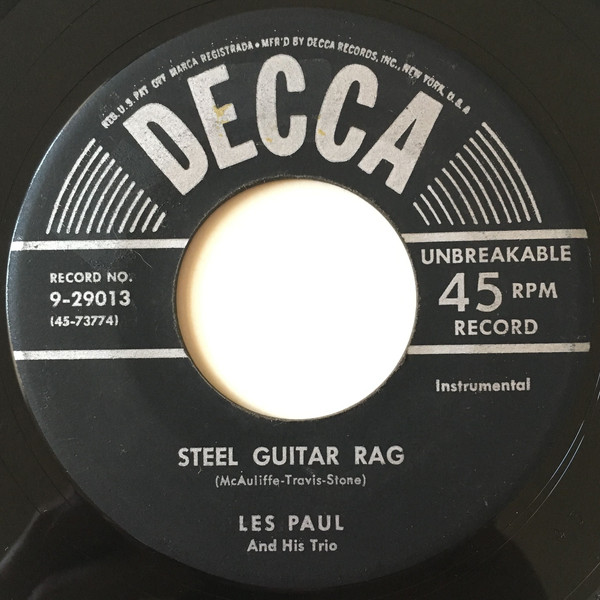 REG. U.S. PAT. OFF. MARCA REGISTRADA • MFR'D BY DECCA RECORDS, INC., NEW YORK, U.S.A.
DECCA
RECORD NO.
9-29013
(45-73774)
UNBREAKABLE
45 RPM
RECORD
Instrumental
STEEL GUITAR RAG
(McAuliffe-Travis-Stone)
LES PAUL
And His Trio